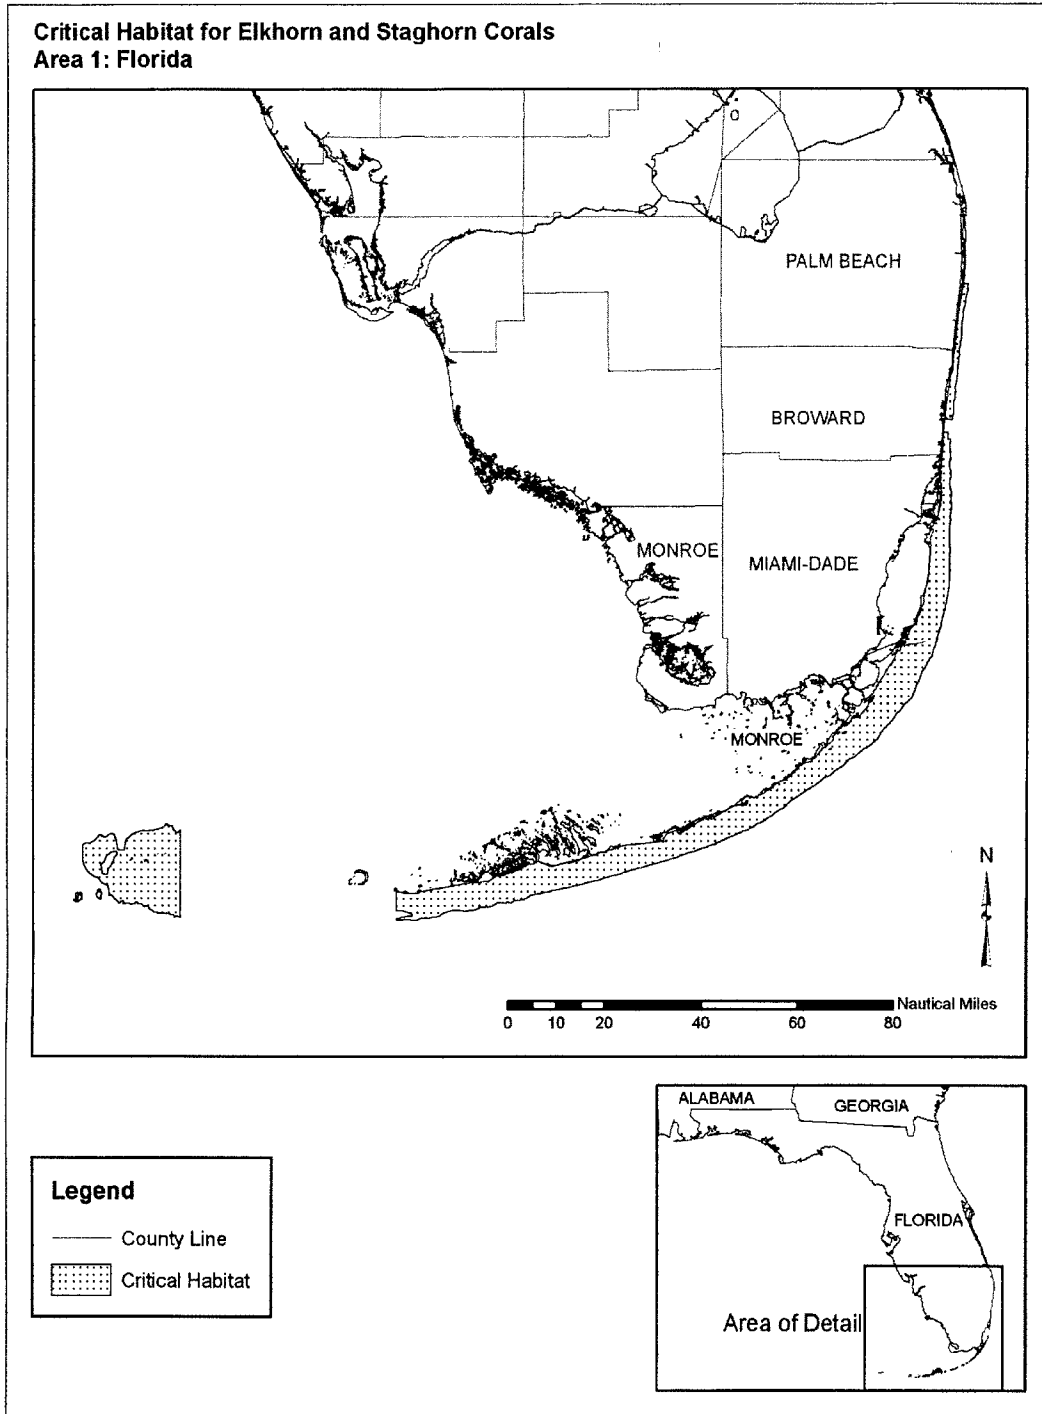 Critical Habitat for Elkhorn and Staghorn Corals
Area 1: Florida
PALM BEACH
BROWARD
MONROE
MIAMI-DADE
MONROE
N
Nautical Miles
0 10 20 40 60 80
ALABAMA
GEORGIA
FLORIDA
Area of Detail
Legend
County Line
Critical Habitat